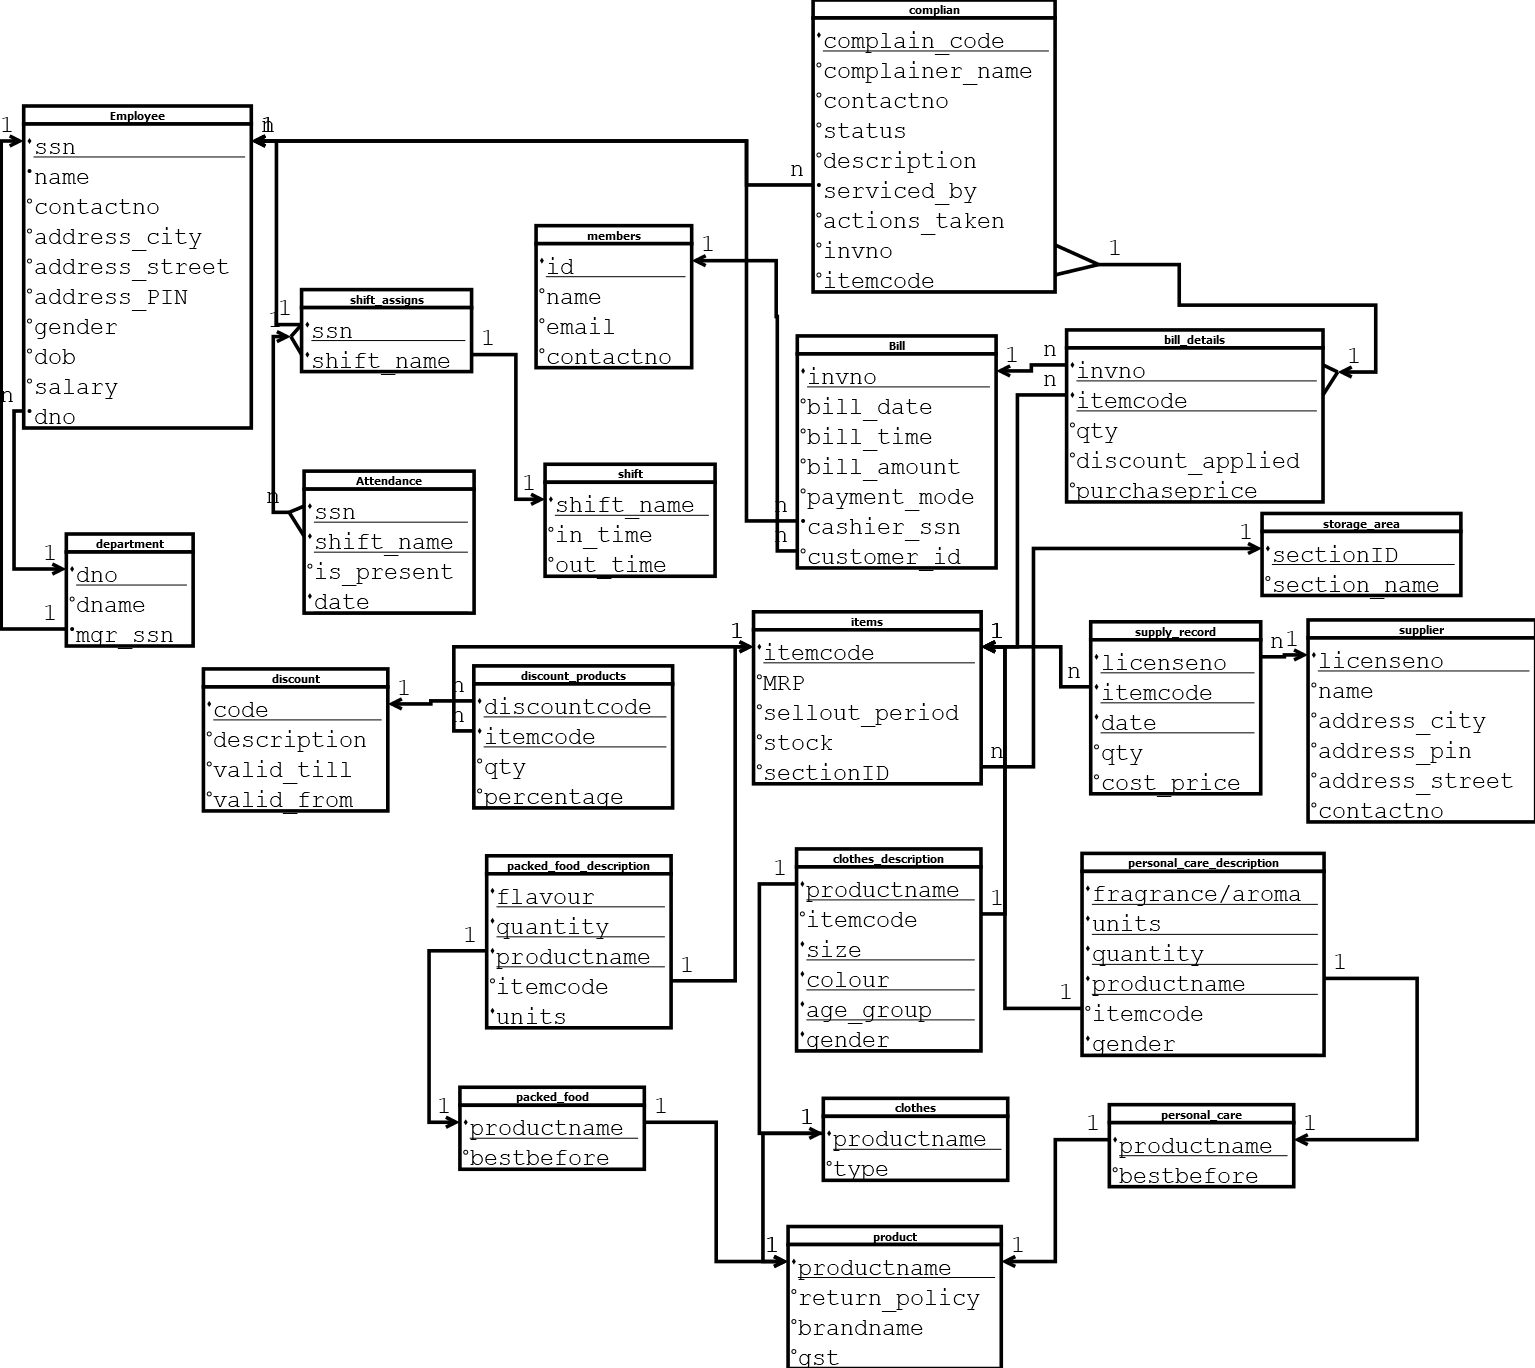 complian
complain_code
complainer_name
contactno
status
description
serviced_by
actions_taken
invno
itemcode
n
1
Employee
ssn
name
contactno
address_city
address_street
address_PIN
gender
dob
salary
dno
1
n
1
n
members
id
name
email
contactno
1
shift_assigns
ssn
shift_name
1
1
1
Bill
invno
bill_date
bill_time
bill_amount
payment_mode
cashier_ssn
customer_id
1
n
n
bill_details
invno
itemcode
qty
discount_applied
purchaseprice
n
n
1
Attendance
ssn
shift_name
is_present
date
n
shift
shift_name
in_time
out_time
1
storage_area
sectionID
section_name
1
department
dno
dname
mgr_ssn
1
1
items
itemcode
MRP
sellout_period
stock
sectionID
1
1
n
supply_record
licenseno
itemcode
date
qty
cost_price
n
n
1
supplier
licenseno
name
address_city
address_pin
address_street
contactno
discount
code
description
valid_till
valid_from
1
discount_products
discountcode
itemcode
qty
percentage
n
n
packed_food_description
flavour
quantity
productname
itemcode
units
1
1
clothes_description
productname
itemcode
size
colour
age_group
gender
1
1
personal_care_description
fragrance/aroma
units
quantity
productname
itemcode
gender
1
1
packed_food
productname
bestbefore
1
1
clothes
productname
type
1
personal_care
productname
bestbefore
1
1
product
productname
return_policy
brandname
gst
1
1